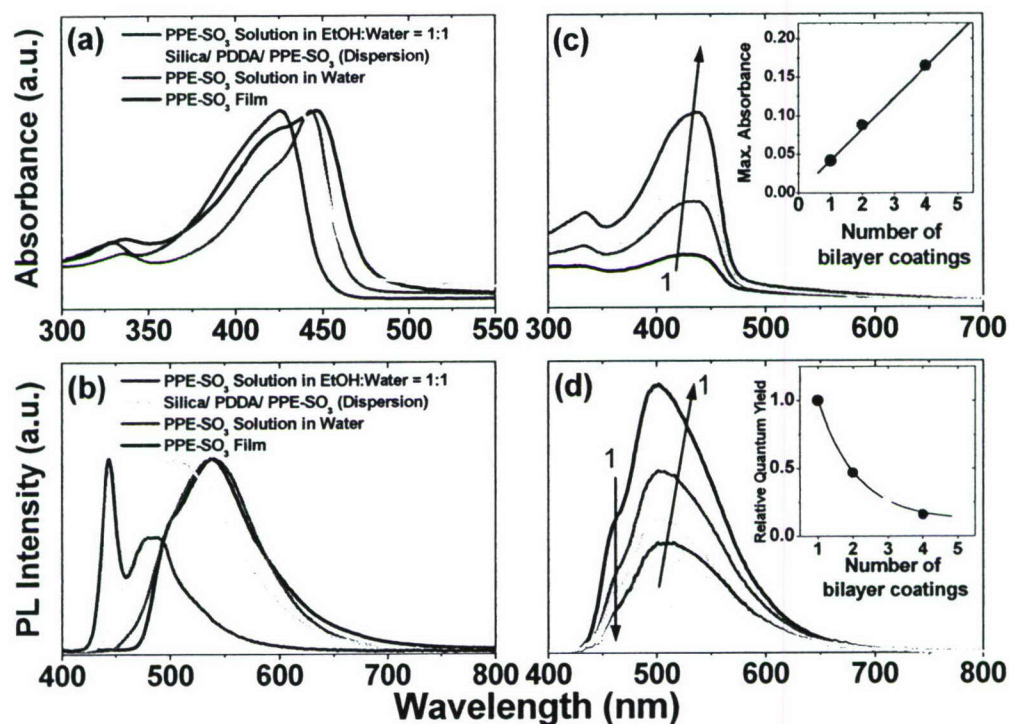 (a)
PPE-SO₃ Solution in EtOH:Water = 1:1
Silica/ PDDA/ PPE-SO₃ (Dispersion)
PPE-SO₃ Solution in Water
PPE-SO₃ Film
Absorbance (a.u.)
300 350 400 450 500 550
(c)
1
300 400 500 600 700
Max. Absorbance
0.20
0.15
0.10
0.05
0.00
0 1 2 3 4 5
Number of
bilayer coatings
(b)
PPE-SO₃ Solution in EtOH:Water = 1:1
Silica/ PDDA/ PPE-SO₃ (Dispersion)
PPE-SO₃ Solution in Water
PPE-SO₃ Film
PL Intensity (a.u.)
400 500 600 700 800
(d)
1
1
400 500 600 700 800
Relative Quantum Yield
1.0
0.5
0.0
1 2 3 4 5
Number of
bilayer coatings
Wavelength (nm)